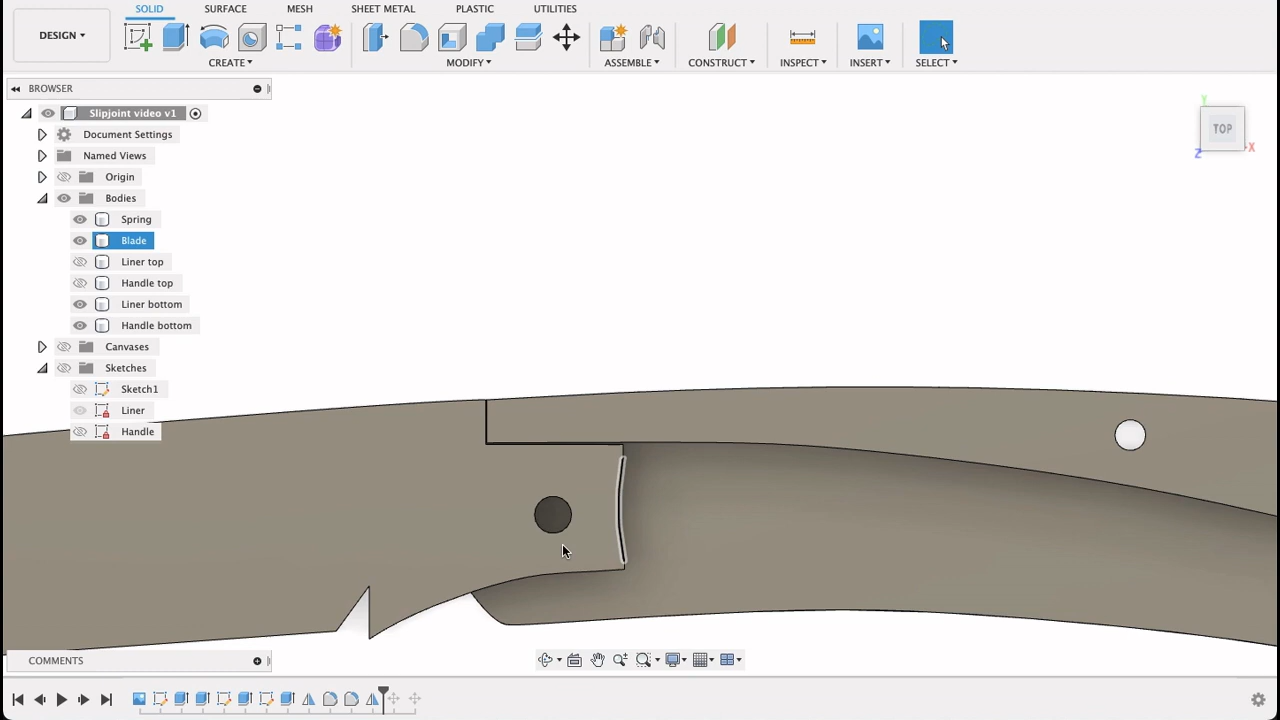 SOLID SURFACE MESH SHEET METAL PLASTIC UTILITIES
DESIGN
CREATE MODIFY ASSEMBLE CONSTRUCT INSPECT INSERT SELECT
BROWSER
Slipjoint video v1
Document Settings
Named Views
Origin
Bodies
Spring
Blade
Liner top
Handle top
Liner bottom
Handle bottom
Canvases
Sketches
Sketch1
Liner
Handle
COMMENTS
Y
TOP
X
Z